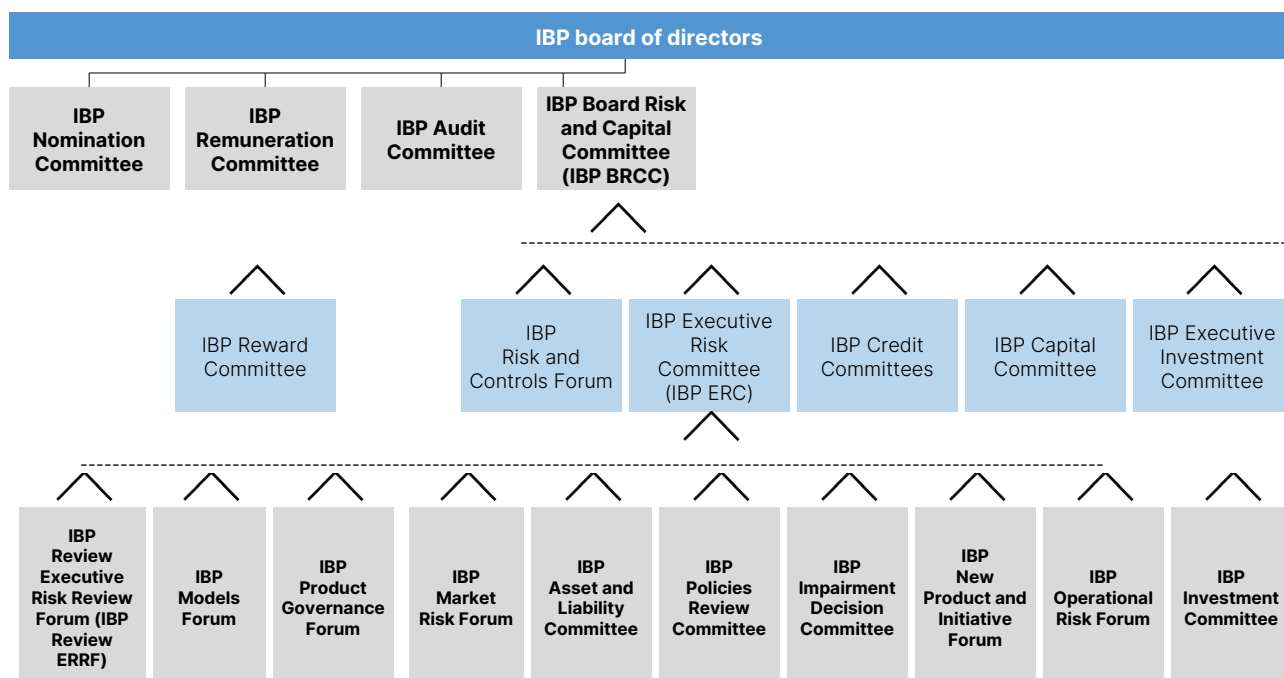 IBP board of directors
IBP
Nomination
Committee
IBP
Remuneration
Committee
IBP Audit
Committee
IBP Board Risk
and Capital
Committee
(IBP BRCC)
IBP Reward
Committee
IBP
Risk and
Controls Forum
IBP Executive
Risk
Committee
(IBP ERC)
IBP Credit
Committees
IBP Capital
Committee
IBP Executive
Investment
Committee
IBP
Review
Executive
Risk Review
Forum (IBP
Review
ERRF)
IBP
Models
Forum
IBP
Product
Governance
Forum
IBP
Market
Risk Forum
IBP
Asset and
Liability
Committee
IBP
Policies
Review
Committee
IBP
Impairment
Decision
Committee
IBP
New
Product and
Initiative
Forum
IBP
Operational
Risk Forum
IBP
Investment
Committee